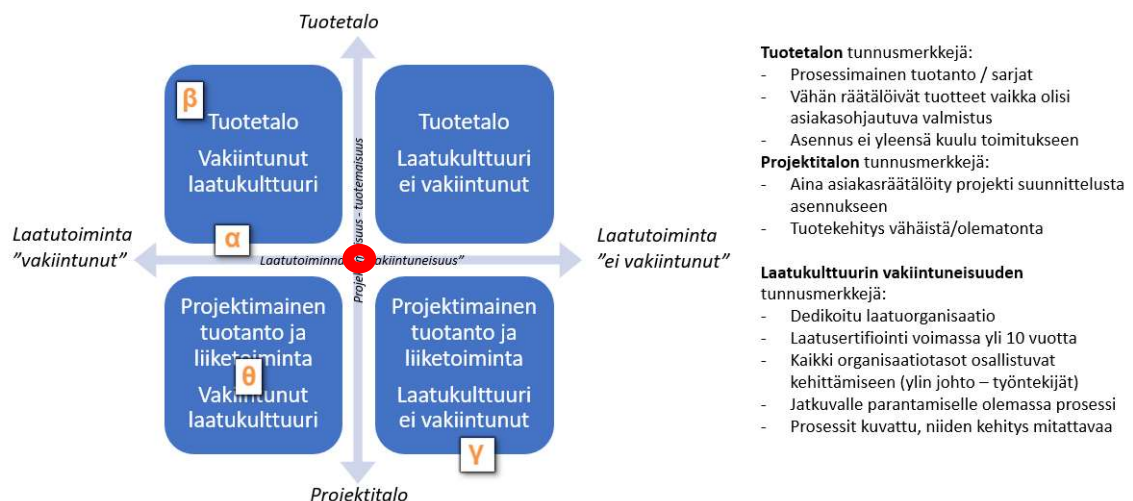 Tuotetalo
β
Tuotetalo
Vakiintunut
laatukulttuuri
Tuotetalo
Laatukulttuuri
ei vakiintunut
α
Laatutoiminta
"vakiintunut"
Laatutoiminta
"ei vakiintunut"
Projektimainen
tuotanto ja
liiketoiminta
θ
Vakiintunut
laatukulttuuri
Projektimainen
tuotanto ja
liiketoiminta
Laatukulttuuri
ei vakiintunut
γ
Projektitalo
Tuotetalon tunnusmerkkejä:
- Prosessimainen tuotanto / sarjat
- Vähän räätälöivät tuotteet vaikka olisi
asiakasohjautuva valmistus
- Asennus ei yleensä kuulu toimitukseen
Projektitalon tunnusmerkkejä:
- Aina asiakasräätälöity projekti suunnittelusta
asennukseen
- Tuotekehitys vähäistä/olematonta
Laatukulttuurin vakiintuneisuuden
tunnusmerkkejä:
- Dedikoitu laatuorganisaatio
- Laatusertifiointi voimassa yli 10 vuotta
- Kaikki organisaatiotasot osallistuvat
kehittämiseen (ylin johto – työntekijät)
- Jatkuvalle parantamiselle olemassa prosessi
- Prosessit kuvattu, niiden kehitys mitattavaa